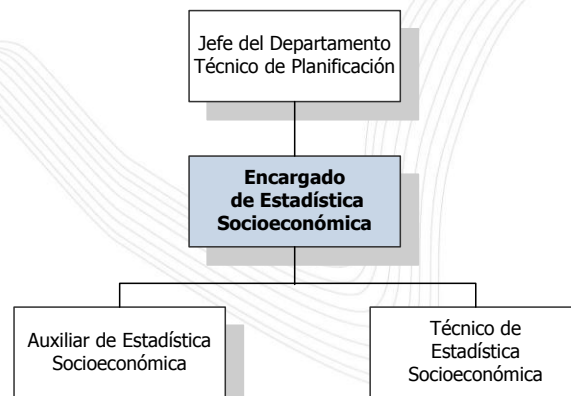 Jefe del Departamento
Técnico de Planificación
Encargado
de Estadística
Socioeconómica
Auxiliar de Estadística
Socioeconómica
Técnico de
Estadística
Socioeconómica